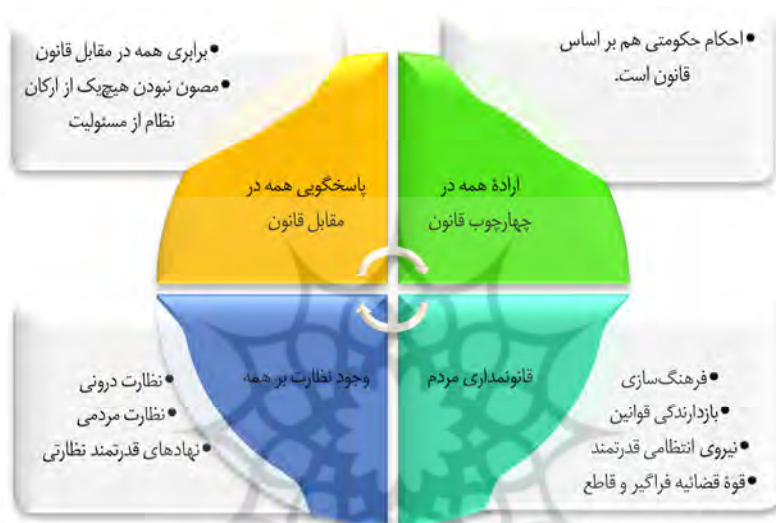 •احکام حکومتی هم بر اساس
قانون است.
•برابری همه در مقابل قانون
•مصون نبودن هیچ‌یک از ارکان
نظام از مسئولیت
ارادهٔ همه در
چهارچوب قانون
پاسخگویی همه در
مقابل قانون
قانونمداری مردم
وجود نظارت بر همه
•فرهنگ‌سازی
•بازدارندگی قوانین
•نیروی انتظامی قدرتمند
•قوهٔ قضائیه فراگیر و قاطع
•نظارت درونی
•نظارت مردمی
•نهادهای قدرتمند نظارتی